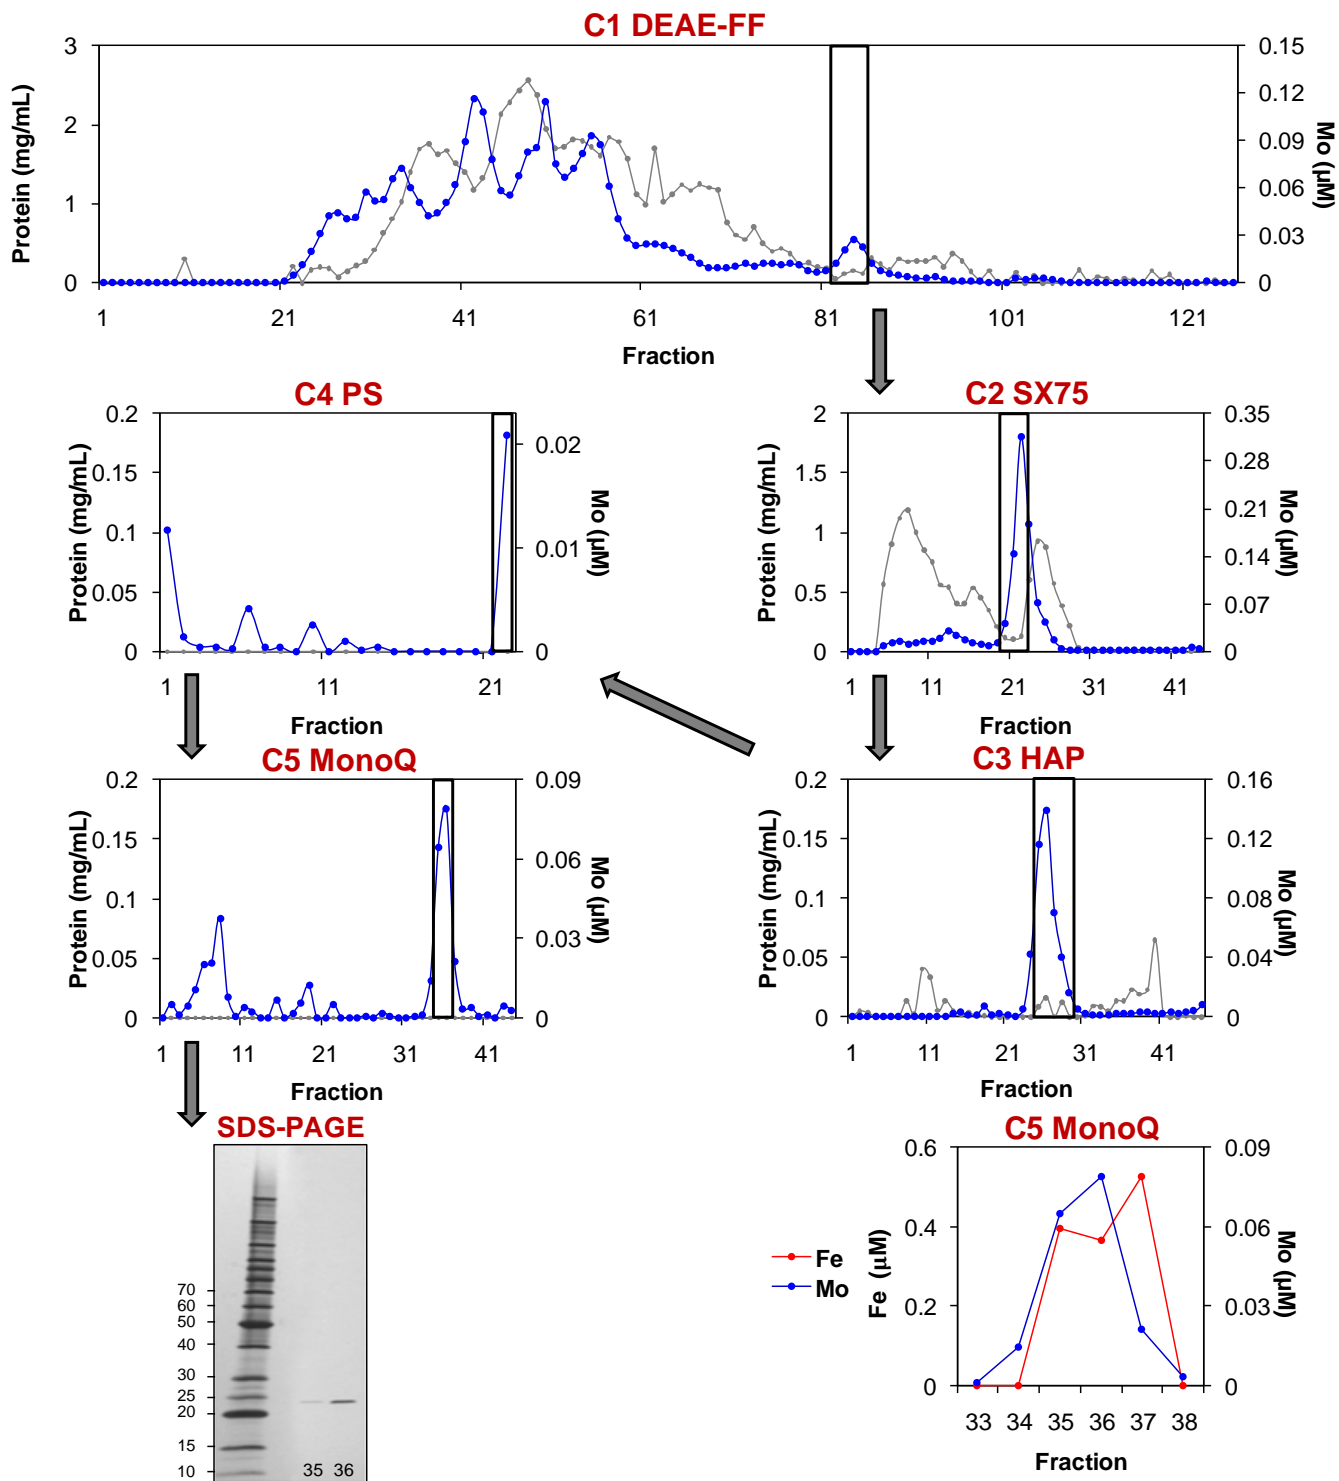 C1 DEAE-FF
3 2 1 0
Protein (mg/mL)
0.15 0.12 0.09 0.06 0.03 0
Mo (µM)
1 21 41 61 81 101 121
Fraction
C4 PS
0.2 0.15 0.1 0.05 0
Protein (mg/mL)
0.02 0.01 0
Mo (µM)
1 11 21
Fraction
C2 SX75
2 1.5 1 0.5 0
Protein (mg/mL)
0.35 0.28 0.21 0.14 0.07 0
Mo (µM)
1 11 21 31 41
Fraction
C5 MonoQ
0.2 0.15 0.1 0.05 0
Protein (mg/mL)
0.09 0.06 0.03 0
Mo (µM)
1 11 21 31 41
Fraction
C3 HAP
0.2 0.15 0.1 0.05 0
Protein (mg/mL)
0.16 0.12 0.08 0.04 0
Mo (µM)
1 11 21 31 41
Fraction
SDS-PAGE
70
60
50
40
30
25
20
15
10
35 36
C5 MonoQ
Fe
Mo
0.6 0.4 0.2 0
Fe (µM)
0.09 0.06 0.03 0
Mo (µM)
33 34 35 36 37 38
Fraction